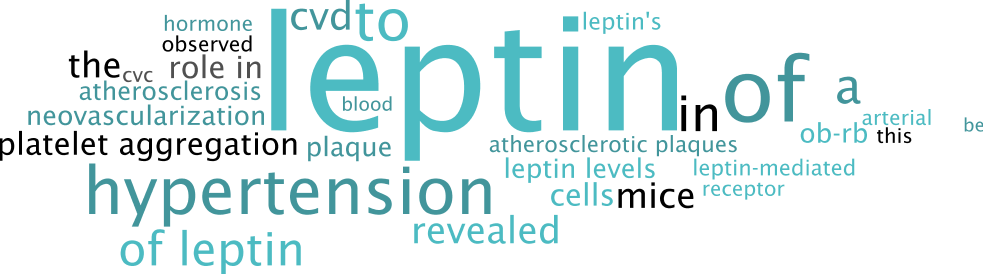 hormone
cvd
to
leptin's
observed
leptin
the
cvc
role in
of
a
atherosclerosis
blood
in
neovascularization
arterial
ob-rb
this
be
platelet aggregation
plaque
atherosclerotic plaques
leptin levels
leptin-mediated
hypertension
cells
mice
receptor
revealed
of leptin